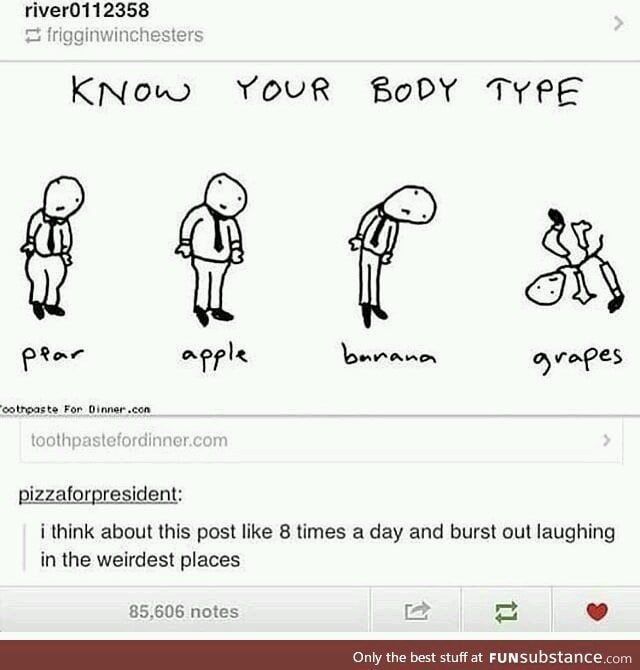 river0112358
frigginwinchesters
KNOW YOUR BODY TYPE
pear apple banana grapes
oothpaste For Dinner.com
toothpastefordinner.com
pizzaforpresident:
i think about this post like 8 times a day and burst out laughing
in the weirdest places
85,606 notes
Only the best stuff at FUNsubstance.com